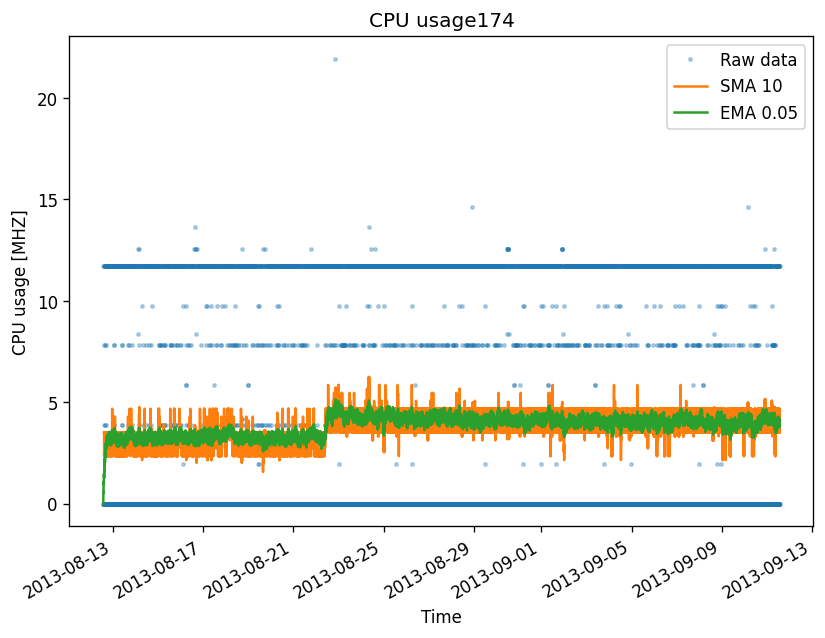 CPU usage174
Raw data
SMA 10
EMA 0.05
CPU usage [MHZ]
20
15
10
5
0
2013-08-13
2013-08-17
2013-08-21
2013-08-25
2013-08-29
2013-09-01
2013-09-05
2013-09-09
2013-09-13
Time